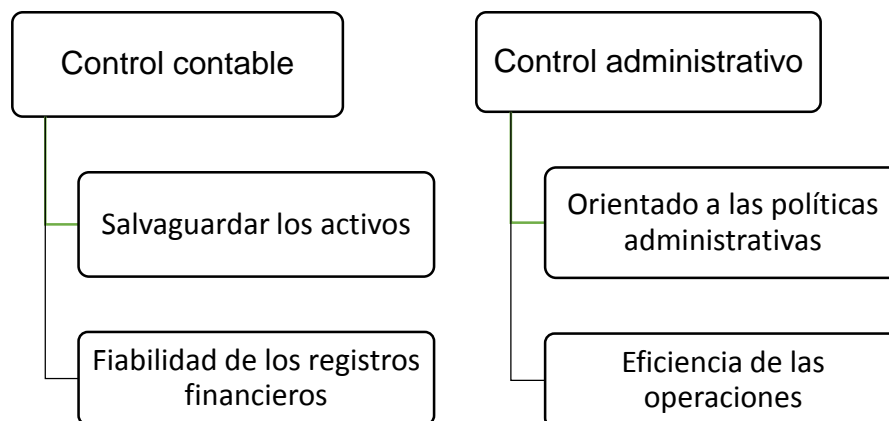 Control contable
Salvaguardar los activos
Fiabilidad de los registros
financieros
Control administrativo
Orientado a las políticas
administrativas
Eficiencia de las
operaciones